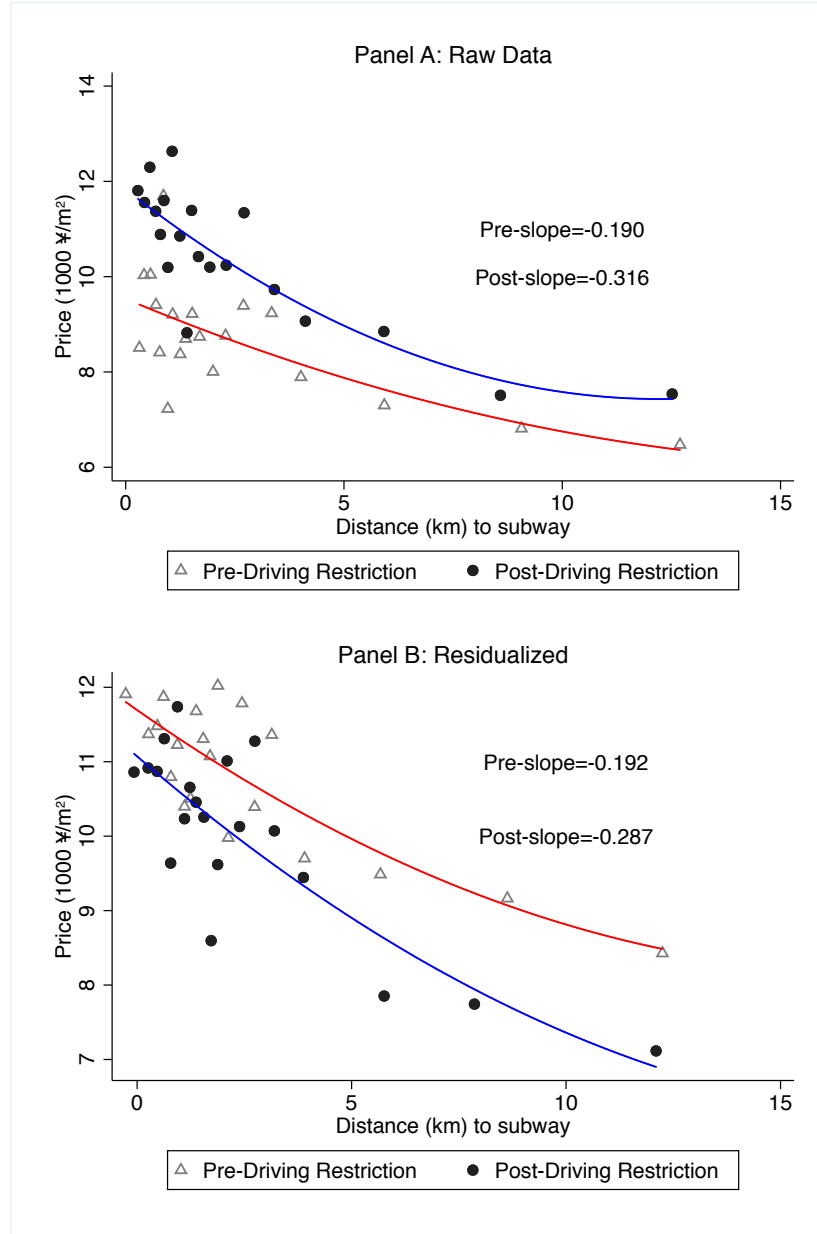 Panel A: Raw Data
Price (1000 ¥/m²)
14
12
10
8
6
Pre-slope=-0.190
Post-slope=-0.316
0 5 10 15
Distance (km) to subway
Pre-Driving Restriction Post-Driving Restriction
Panel B: Residualized
Price (1000 ¥/m²)
12
11
10
9
8
7
Pre-slope=-0.192
Post-slope=-0.287
0 5 10 15
Distance (km) to subway
Pre-Driving Restriction Post-Driving Restriction